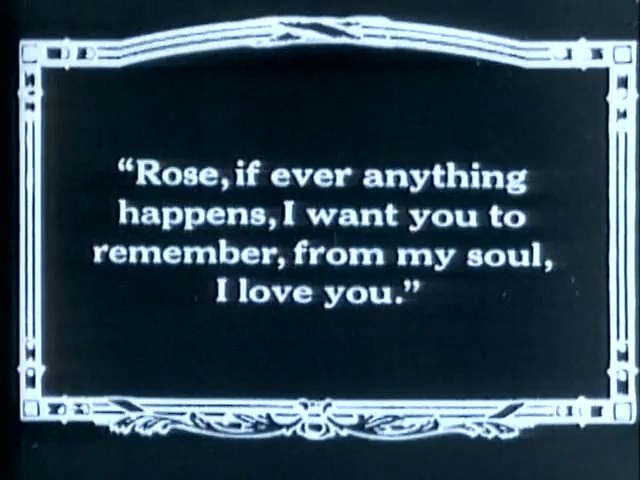 “Rose, if ever anything
happens, I want you to
remember, from my soul,
I love you.”